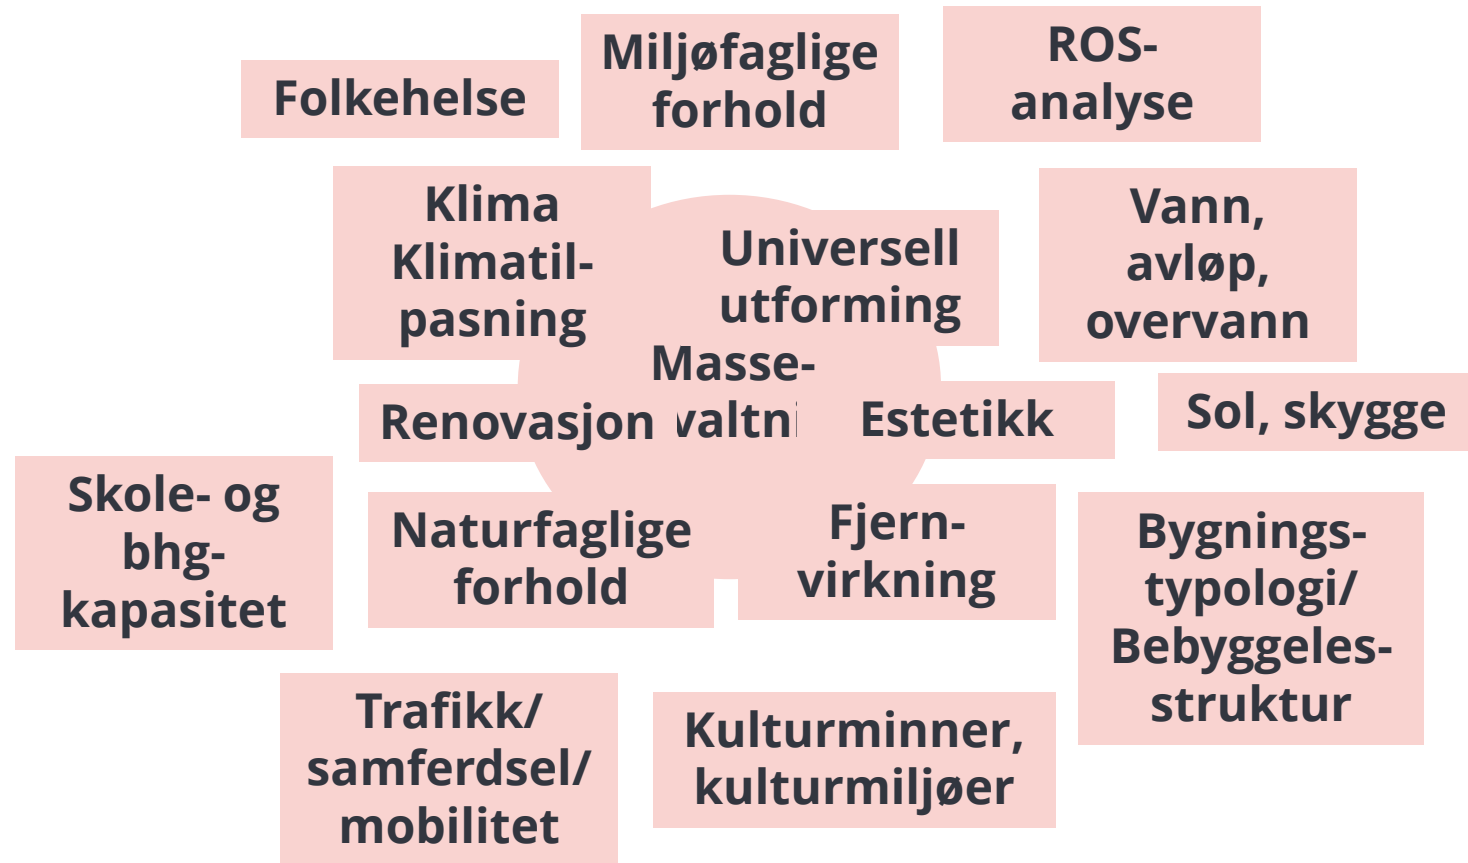 Folkehelse
Miljøfaglige
forhold
ROS-
analyse
Klima
Klimatil-
pasning
Universell
utforming
Vann,
avløp,
overvann
Masse-
Renovasjon
Estetikk
Sol, skygge
Skole- og
bhg-
kapasitet
Naturfaglige
forhold
Fjern-
virkning
Bygnings-
typologi/
Bebyggeles-
struktur
Trafikk/
samferdsel/
mobilitet
Kulturminner,
kulturmiljøer